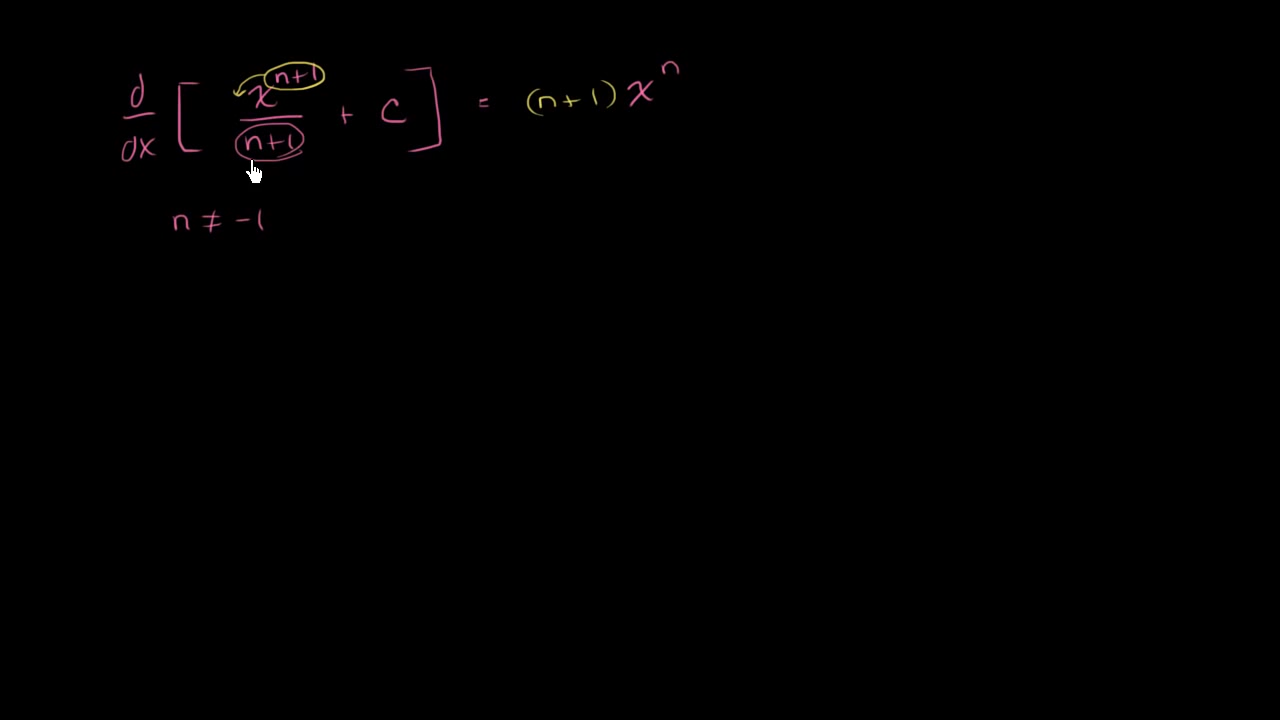 d/dx [ x^(n+1)/(n+1) + C ] = (n+1) x^n
n ≠ -1